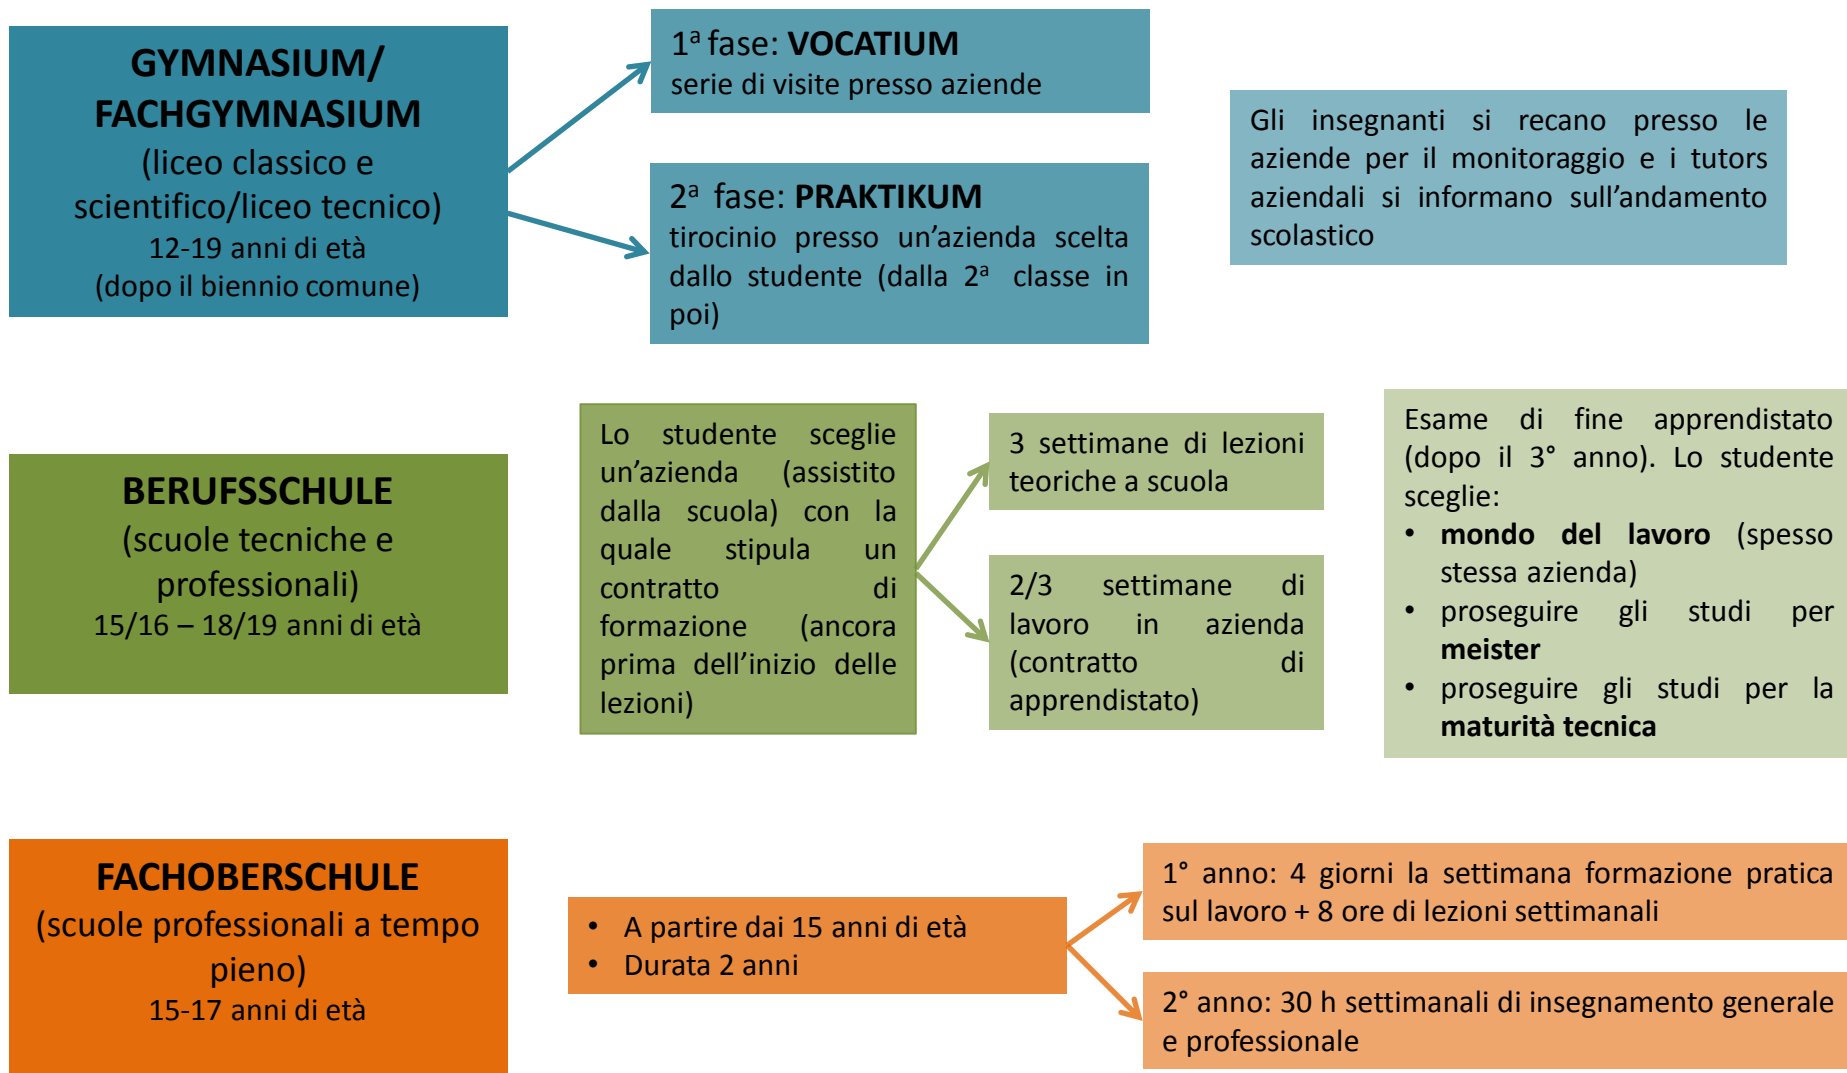 GYMNASIUM/
FACHGYMNASIUM
(liceo classico e
scientifico/liceo tecnico)
12-19 anni di età
(dopo il biennio comune)
1ª fase: VOCATIUM
serie di visite presso aziende
2ª fase: PRAKTIKUM
tirocinio presso un’azienda scelta
dallo studente (dalla 2ª classe in
poi)
Gli insegnanti si recano presso le
aziende per il monitoraggio e i tutors
aziendali si informano sull’andamento
scolastico
BERUFSSCHULE
(scuole tecniche e
professionali)
15/16 – 18/19 anni di età
Lo studente sceglie
un’azienda (assistito
dalla scuola) con la
quale stipula un
contratto di
formazione (ancora
prima dell’inizio delle
lezioni)
3 settimane di lezioni
teoriche a scuola
2/3 settimane di
lavoro in azienda
(contratto di
apprendistato)
Esame di fine apprendistato
(dopo il 3° anno). Lo studente
sceglie:
• mondo del lavoro (spesso
stessa azienda)
• proseguire gli studi per
meister
• proseguire gli studi per la
maturità tecnica
FACHOBERSCHULE
(scuole professionali a tempo
pieno)
15-17 anni di età
• A partire dai 15 anni di età
• Durata 2 anni
1° anno: 4 giorni la settimana formazione pratica
sul lavoro + 8 ore di lezioni settimanali
2° anno: 30 h settimanali di insegnamento generale
e professionale